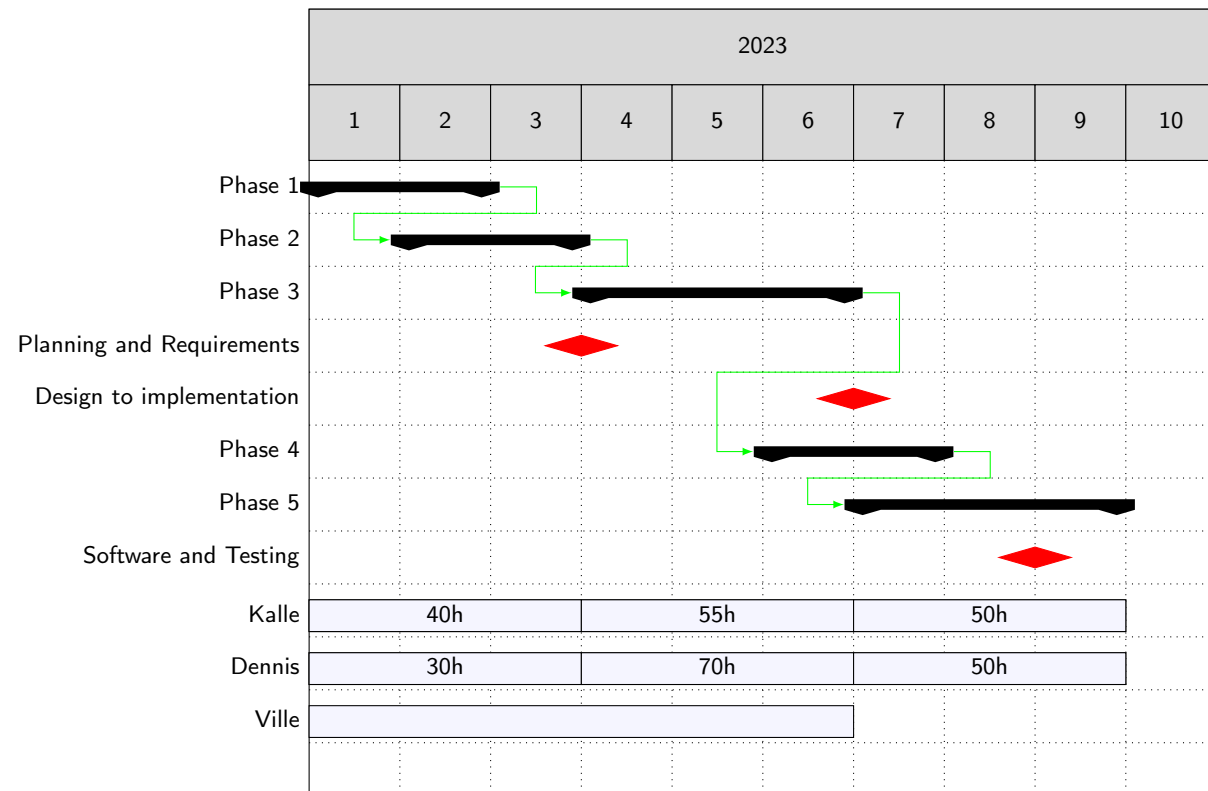 2023
1 2 3 4 5 6 7 8 9 10
Phase 1
Phase 2
Phase 3
Planning and Requirements
Design to implementation
Phase 4
Phase 5
Software and Testing
Kalle 40h 55h 50h
Dennis 30h 70h 50h
Ville